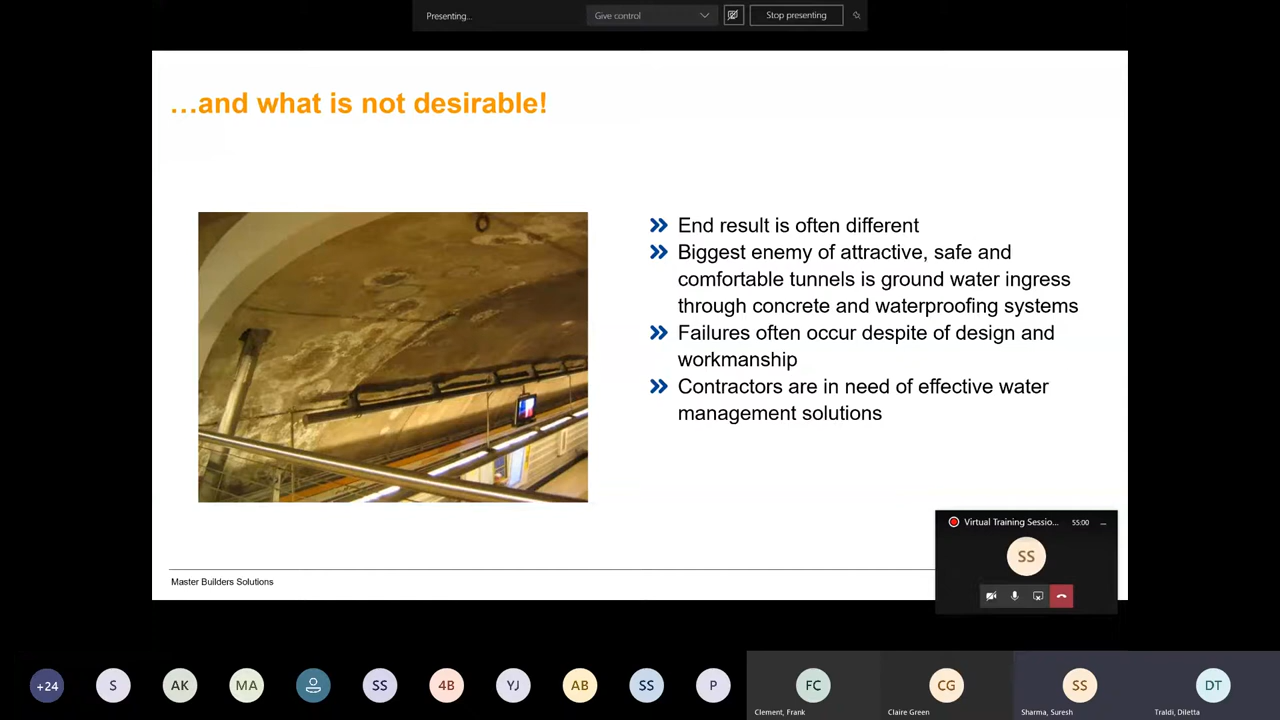 Presenting...
Give control
Stop presenting
…and what is not desirable!
End result is often different
Biggest enemy of attractive, safe and
comfortable tunnels is ground water ingress
through concrete and waterproofing systems
Failures often occur despite of design and
workmanship
Contractors are in need of effective water
management solutions
Virtual Training Sessio...
55:00
SS
Master Builders Solutions
+24
S
AK
MA
SS
4B
YJ
AB
SS
P
FC
CG
SS
DT
Clement, Frank
Claire Green
Sharma, Suresh
Traldi, Diletta